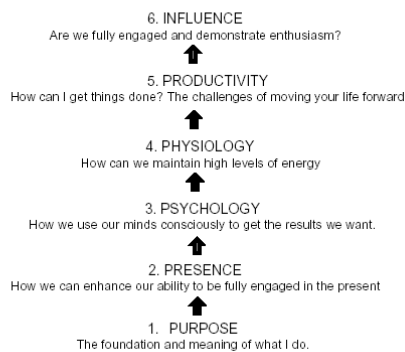 6. INFLUENCE
Are we fully engaged and demonstrate enthusiasm?
5. PRODUCTIVITY
How can I get things done? The challenges of moving your life forward
4. PHYSIOLOGY
How can we maintain high levels of energy
3. PSYCHOLOGY
How we use our minds consciously to get the results we want.
2. PRESENCE
How we can enhance our ability to be fully engaged in the present
1. PURPOSE
The foundation and meaning of what I do.